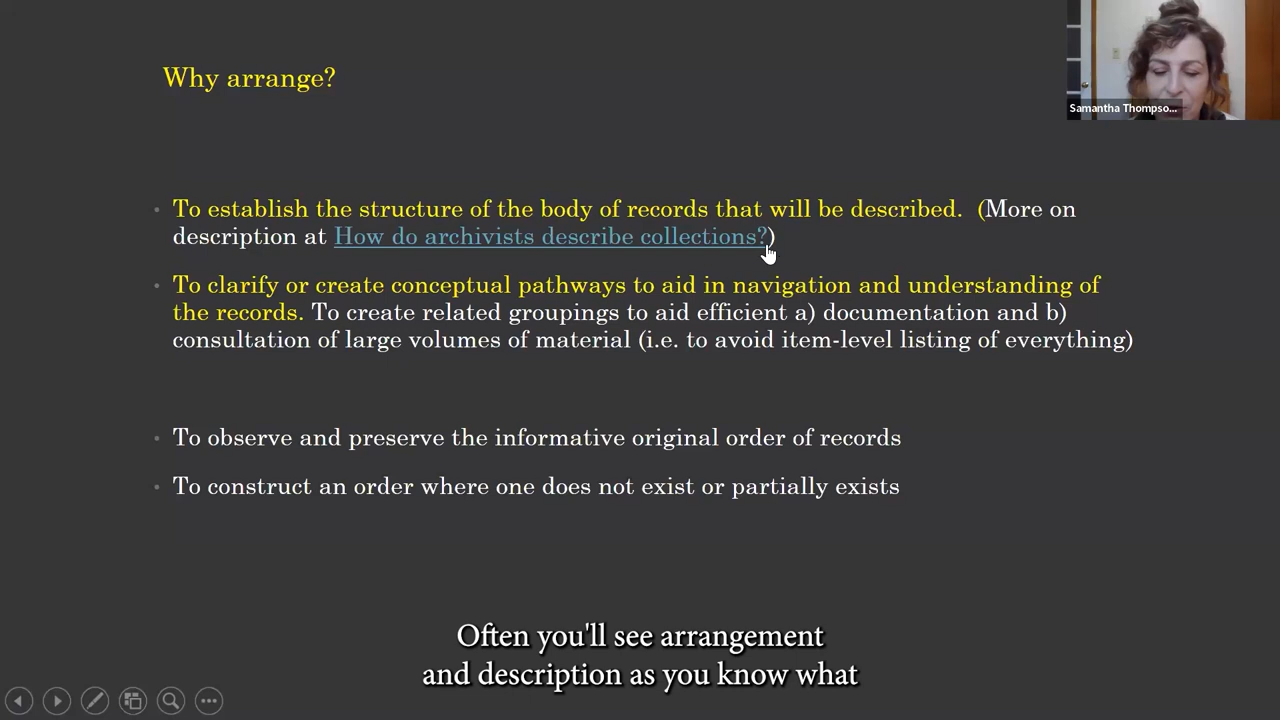 Why arrange?
Samantha Thompso...
• To establish the structure of the body of records that will be described.  (More on
description at How do archivists describe collections?)
• To clarify or create conceptual pathways to aid in navigation and understanding of
the records. To create related groupings to aid efficient a) documentation and b)
consultation of large volumes of material (i.e. to avoid item-level listing of everything)
• To observe and preserve the informative original order of records
• To construct an order where one does not exist or partially exists
Often you'll see arrangement
and description as you know what